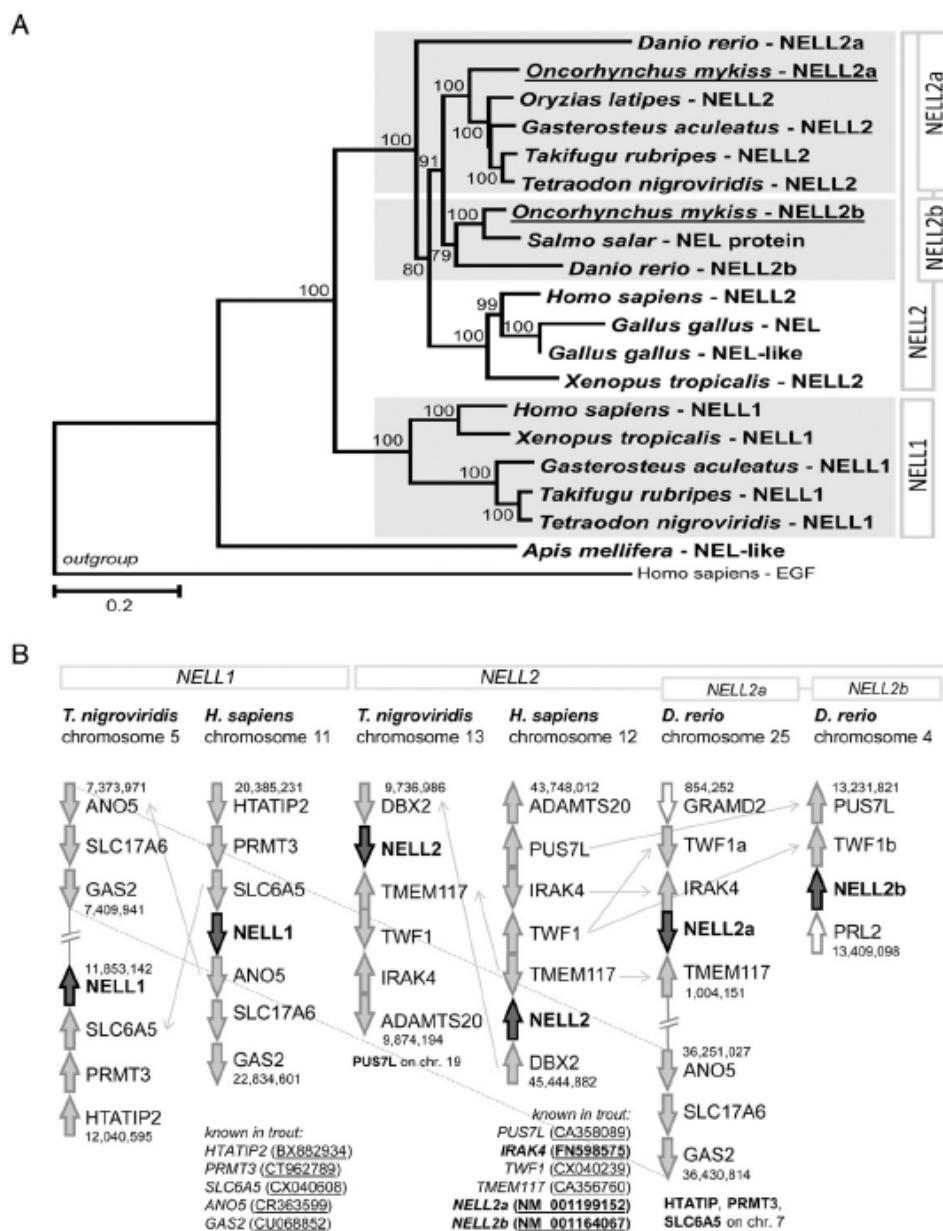 A
Danio rerio - NELL2a
Oncorhynchus mykiss - NELL2a
Oryzias latipes - NELL2
Gasterosteus aculeatus - NELL2
Takifugu rubripes - NELL2
Tetraodon nigroviridis - NELL2
Oncorhynchus mykiss - NELL2b
Salmo salar - NEL protein
Danio rerio - NELL2b
Homo sapiens - NELL2
Gallus gallus - NEL
Gallus gallus - NEL-like
Xenopus tropicalis - NELL2
Homo sapiens - NELL1
Xenopus tropicalis - NELL1
Gasterosteus aculeatus - NELL1
Takifugu rubripes - NELL1
Tetraodon nigroviridis - NELL1
Apis mellifera - NEL-like
Homo sapiens - EGF
100
100
100
100
91
100
100
79
80
99
100
100
100
100
100
100
100
outgroup
0.2
NELL2a
NELL2b
NELL2
NELL1
B
NELL1
NELL2
NELL2a
NELL2b
T. nigroviridis
chromosome 5
7,373,971
ANO5
SLC17A6
GAS2
7,409,941
11,853,142
NELL1
SLC6A5
PRMT3
HTATIP2
12,040,595
H. sapiens
chromosome 11
20,385,231
HTATIP2
PRMT3
SLC6A5
NELL1
ANO5
SLC17A6
GAS2
22,834,601
known in trout:
HTATIP2 (BX882934)
PRMT3 (CT962789)
SLC6A5 (CX040608)
ANO5 (CR363599)
GAS2 (CU068852)
T. nigroviridis
chromosome 13
9,736,986
DBX2
NELL2
TMEM117
TWF1
IRAK4
ADAMTS20
9,874,194
PUS7L on chr. 19
H. sapiens
chromosome 12
43,748,012
ADAMTS20
PUS7L
IRAK4
TWF1
TMEM117
NELL2
DBX2
45,444,882
known in trout:
PUS7L (CA358089)
IRAK4 (FN598575)
TWF1 (CX040239)
TMEM117 (CA356760)
NELL2a (NM_001199152)
NELL2b (NM_001164067)
D. rerio
chromosome 25
854,252
GRAMD2
TWF1a
IRAK4
NELL2a
TMEM117
1,004,151
36,251,027
ANO5
SLC17A6
GAS2
36,430,814
HTATIP, PRMT3,
SLC6A5 on chr. 7
D. rerio
chromosome 4
13,231,821
PUS7L
TWF1b
NELL2b
PRL2
13,409,098